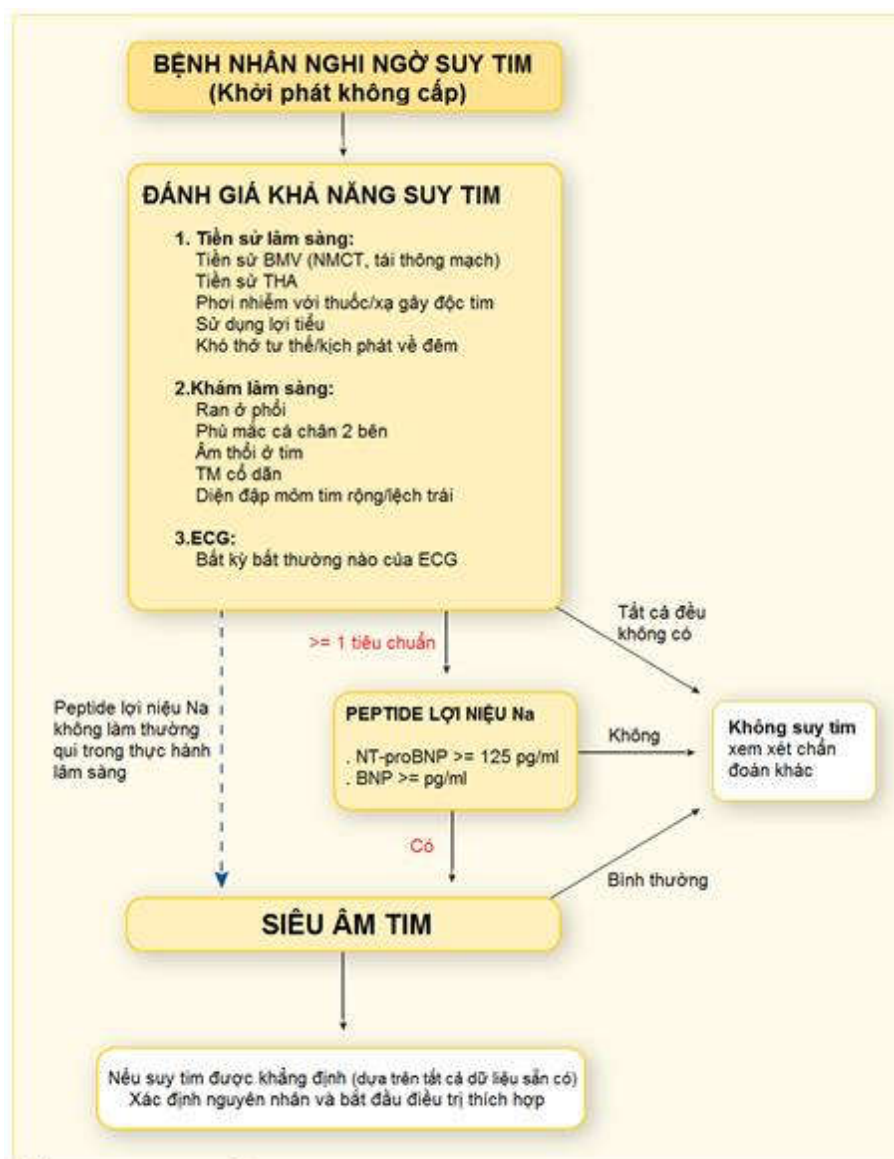 BỆNH NHÂN NGHI NGỜ SUY TIM
(Khởi phát không cấp)
ĐÁNH GIÁ KHẢ NĂNG SUY TIM
1. Tiền sử lâm sàng:
Tiền sử BMV (NMCT, tái thông mạch)
Tiền sử THA
Phơi nhiễm với thuốc/xạ gây độc tim
Sử dụng lợi tiểu
Khó thở tư thế/kịch phát về đêm
2.Khám lâm sàng:
Ran ở phổi
Phù mắc cá chân 2 bên
Âm thổi ở tim
TM cổ dãn
Diện đập mỏm tim rộng/lệch trái
3.ECG:
Bất kỳ bất thường nào của ECG
Tất cả đều
không có
>= 1 tiêu chuẩn
Peptide lợi niệu Na
không làm thường
qui trong thực hành
lâm sàng
PEPTIDE LỢI NIỆU Na
. NT-proBNP >= 125 pg/ml
. BNP >= pg/ml
Không
Không suy tim
xem xét chẩn
đoán khác
Có
Bình thường
SIÊU ÂM TIM
Nếu suy tim được khẳng định (dựa trên tất cả dữ liệu sẵn có)
Xác định nguyên nhân và bắt đầu điều trị thích hợp